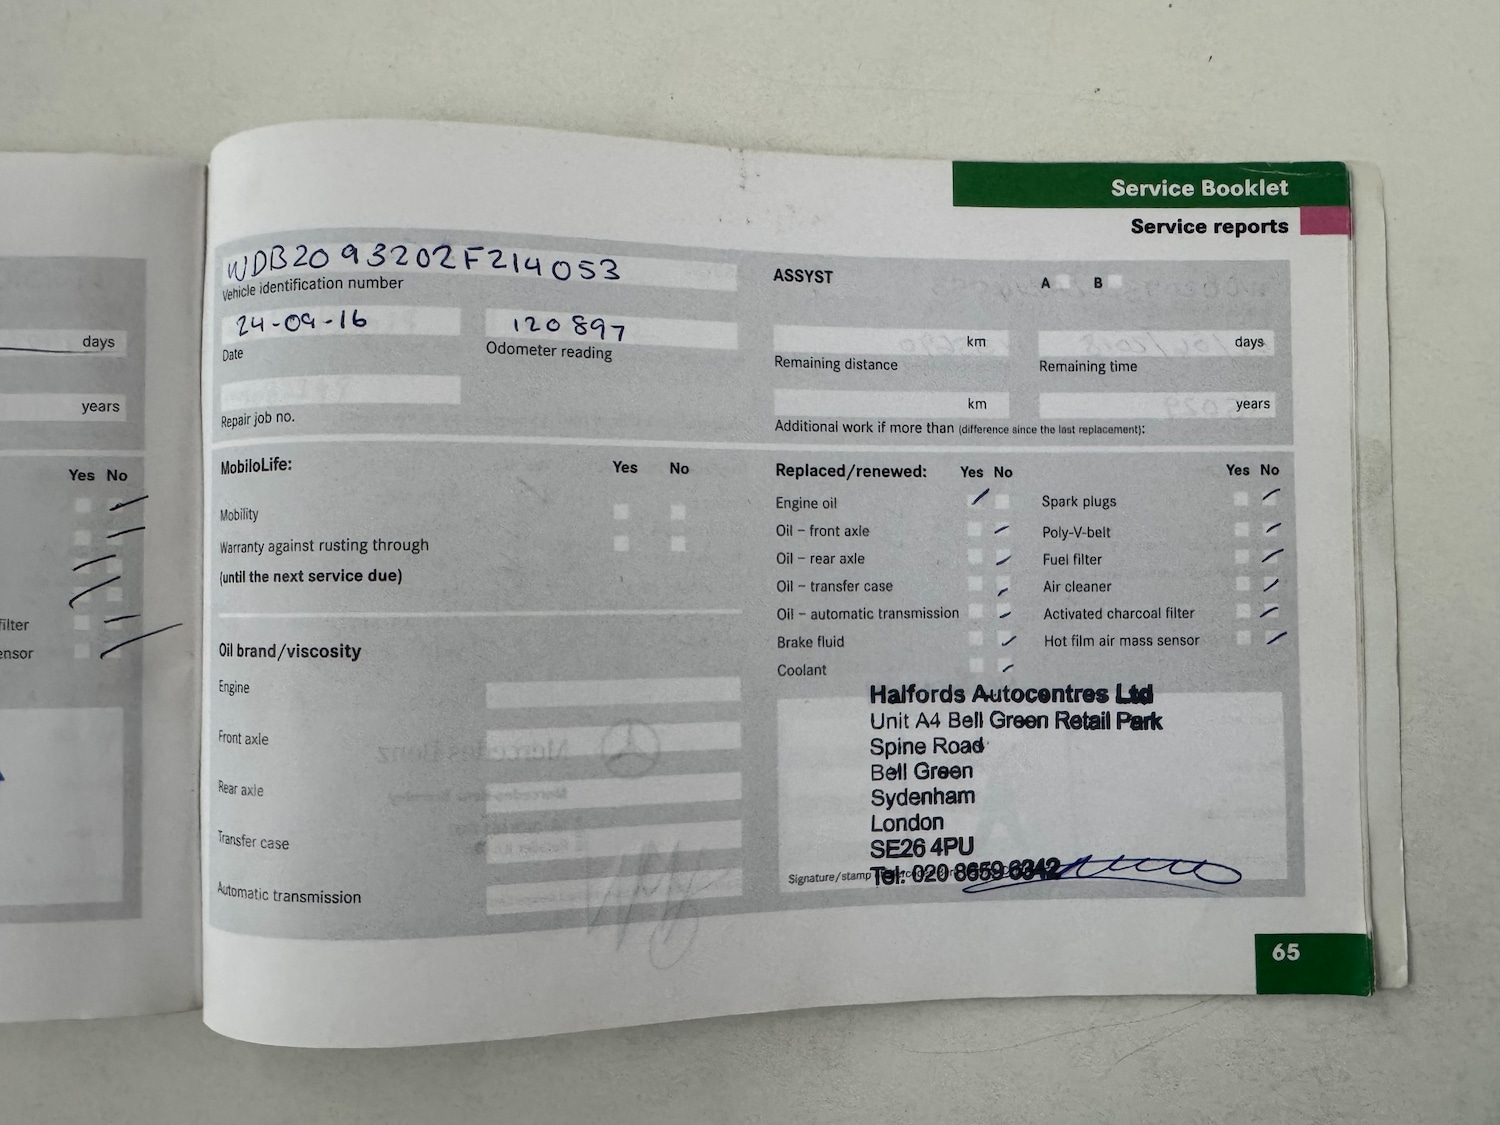 Service Booklet
Service reports
WDB2093202F214053
Vehicle identification number
24-09-16
120897
Date
Odometer reading
Repair job no.
ASSYST
A
B
km
days
Remaining distance
Remaining time
km
years
Additional work if more than (difference since the last replacement):
days
years
Yes No
filter
ensor
MobiloLife:
Yes
No
Mobility
Warranty against rusting through
(until the next service due)
Oil brand/viscosity
Engine
Front axle
Rear axle
Transfer case
Automatic transmission
Replaced/renewed:
Yes No
Engine oil
Oil – front axle
Oil – rear axle
Oil – transfer case
Oil – automatic transmission
Brake fluid
Coolant
Yes No
Spark plugs
Poly-V-belt
Fuel filter
Air cleaner
Activated charcoal filter
Hot film air mass sensor
Halfords Autocentres Ltd
Unit A4 Bell Green Retail Park
Spine Road
Bell Green
Sydenham
London
SE26 4PU
Tel: 020 8659 6342
Signature/stamp
65